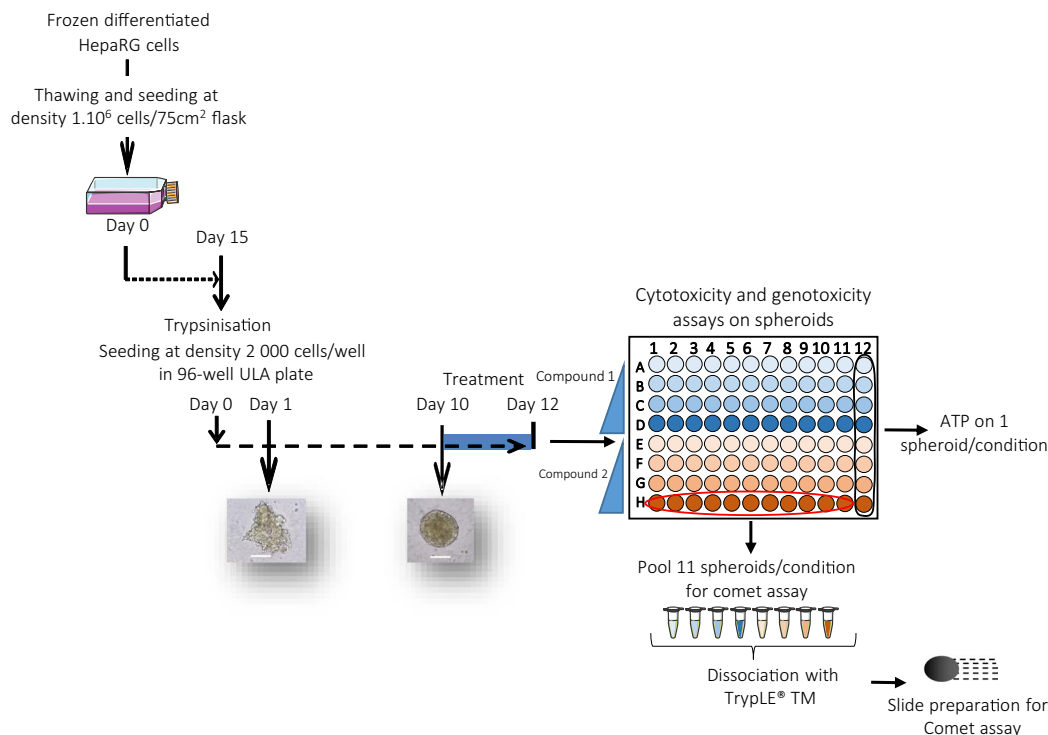 Frozen differentiated
HepaRG cells
Thawing and seeding at
density 1.10⁶ cells/75cm² flask
Day 0
Day 15
Trypsinisation
Seeding at density 2 000 cells/well
in 96-well ULA plate
Day 0
Day 1
Treatment
Day 10
Day 12
Compound 1
Compound 2
Cytotoxicity and genotoxicity
assays on spheroids
1 2 3 4 5 6 7 8 9 10 11 12
A
B
C
D
E
F
G
H
ATP on 1
spheroid/condition
Pool 11 spheroids/condition
for comet assay
Dissociation with
TrypLE® TM
Slide preparation for
Comet assay